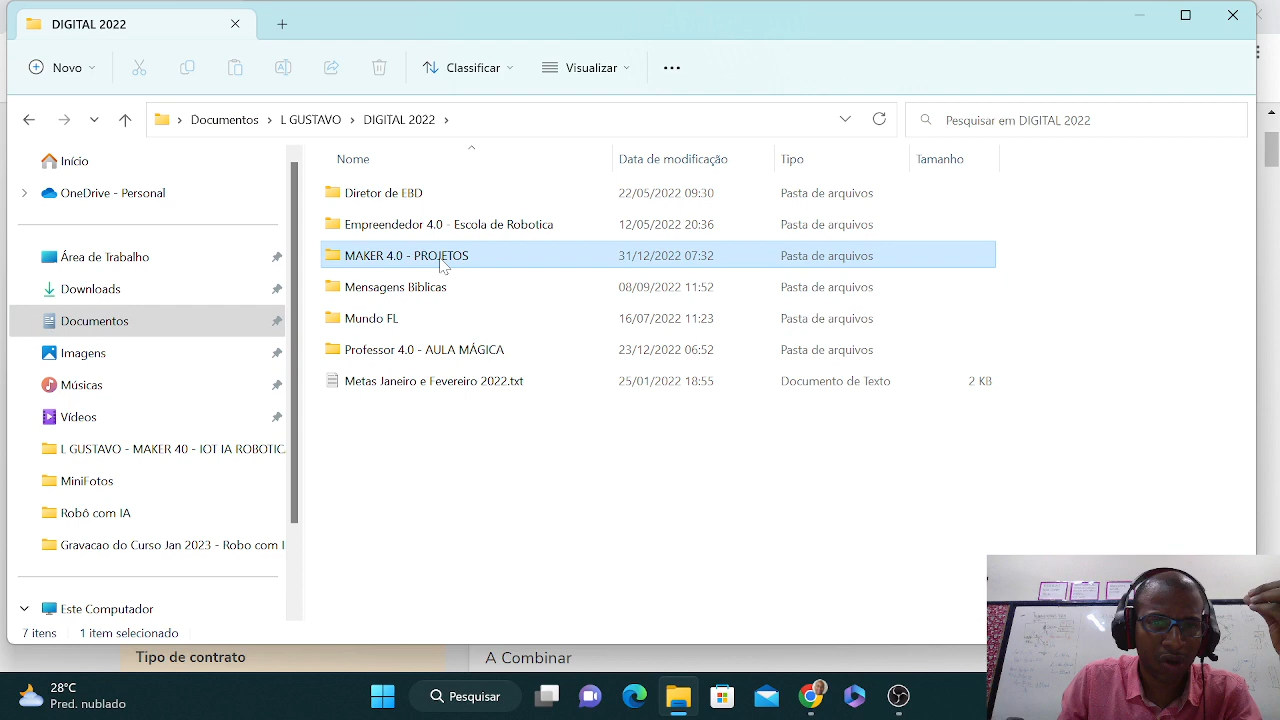 DIGITAL 2022
Novo
Classificar
Visualizar
Documentos > L GUSTAVO > DIGITAL 2022 >
Pesquisar em DIGITAL 2022
Início
OneDrive - Personal
Área de Trabalho
Downloads
Documentos
Imagens
Músicas
Vídeos
L GUSTAVO - MAKER 40 - IOT IA ROBOTIC
MiniFotos
Robô com IA
Gravacao do Curso Jan 2023 - Robo com I
Este Computador
Nome Data de modificação Tipo Tamanho
Diretor de EBD 22/05/2022 09:30 Pasta de arquivos
Empreendedor 4.0 - Escola de Robotica 12/05/2022 20:36 Pasta de arquivos
MAKER 4.0 - PROJETOS 31/12/2022 07:32 Pasta de arquivos
Mensagens Biblicas 08/09/2022 11:52 Pasta de arquivos
Mundo FL 16/07/2022 11:23 Pasta de arquivos
Professor 4.0 - AULA MÁGICA 23/12/2022 06:52 Pasta de arquivos
Metas Janeiro e Fevereiro 2022.txt 25/01/2022 18:55 Documento de Texto 2 KB
7 itens 1 item selecionado
Tipo de contrato A Combinar
28°C
Pred. nublado
Pesquisar